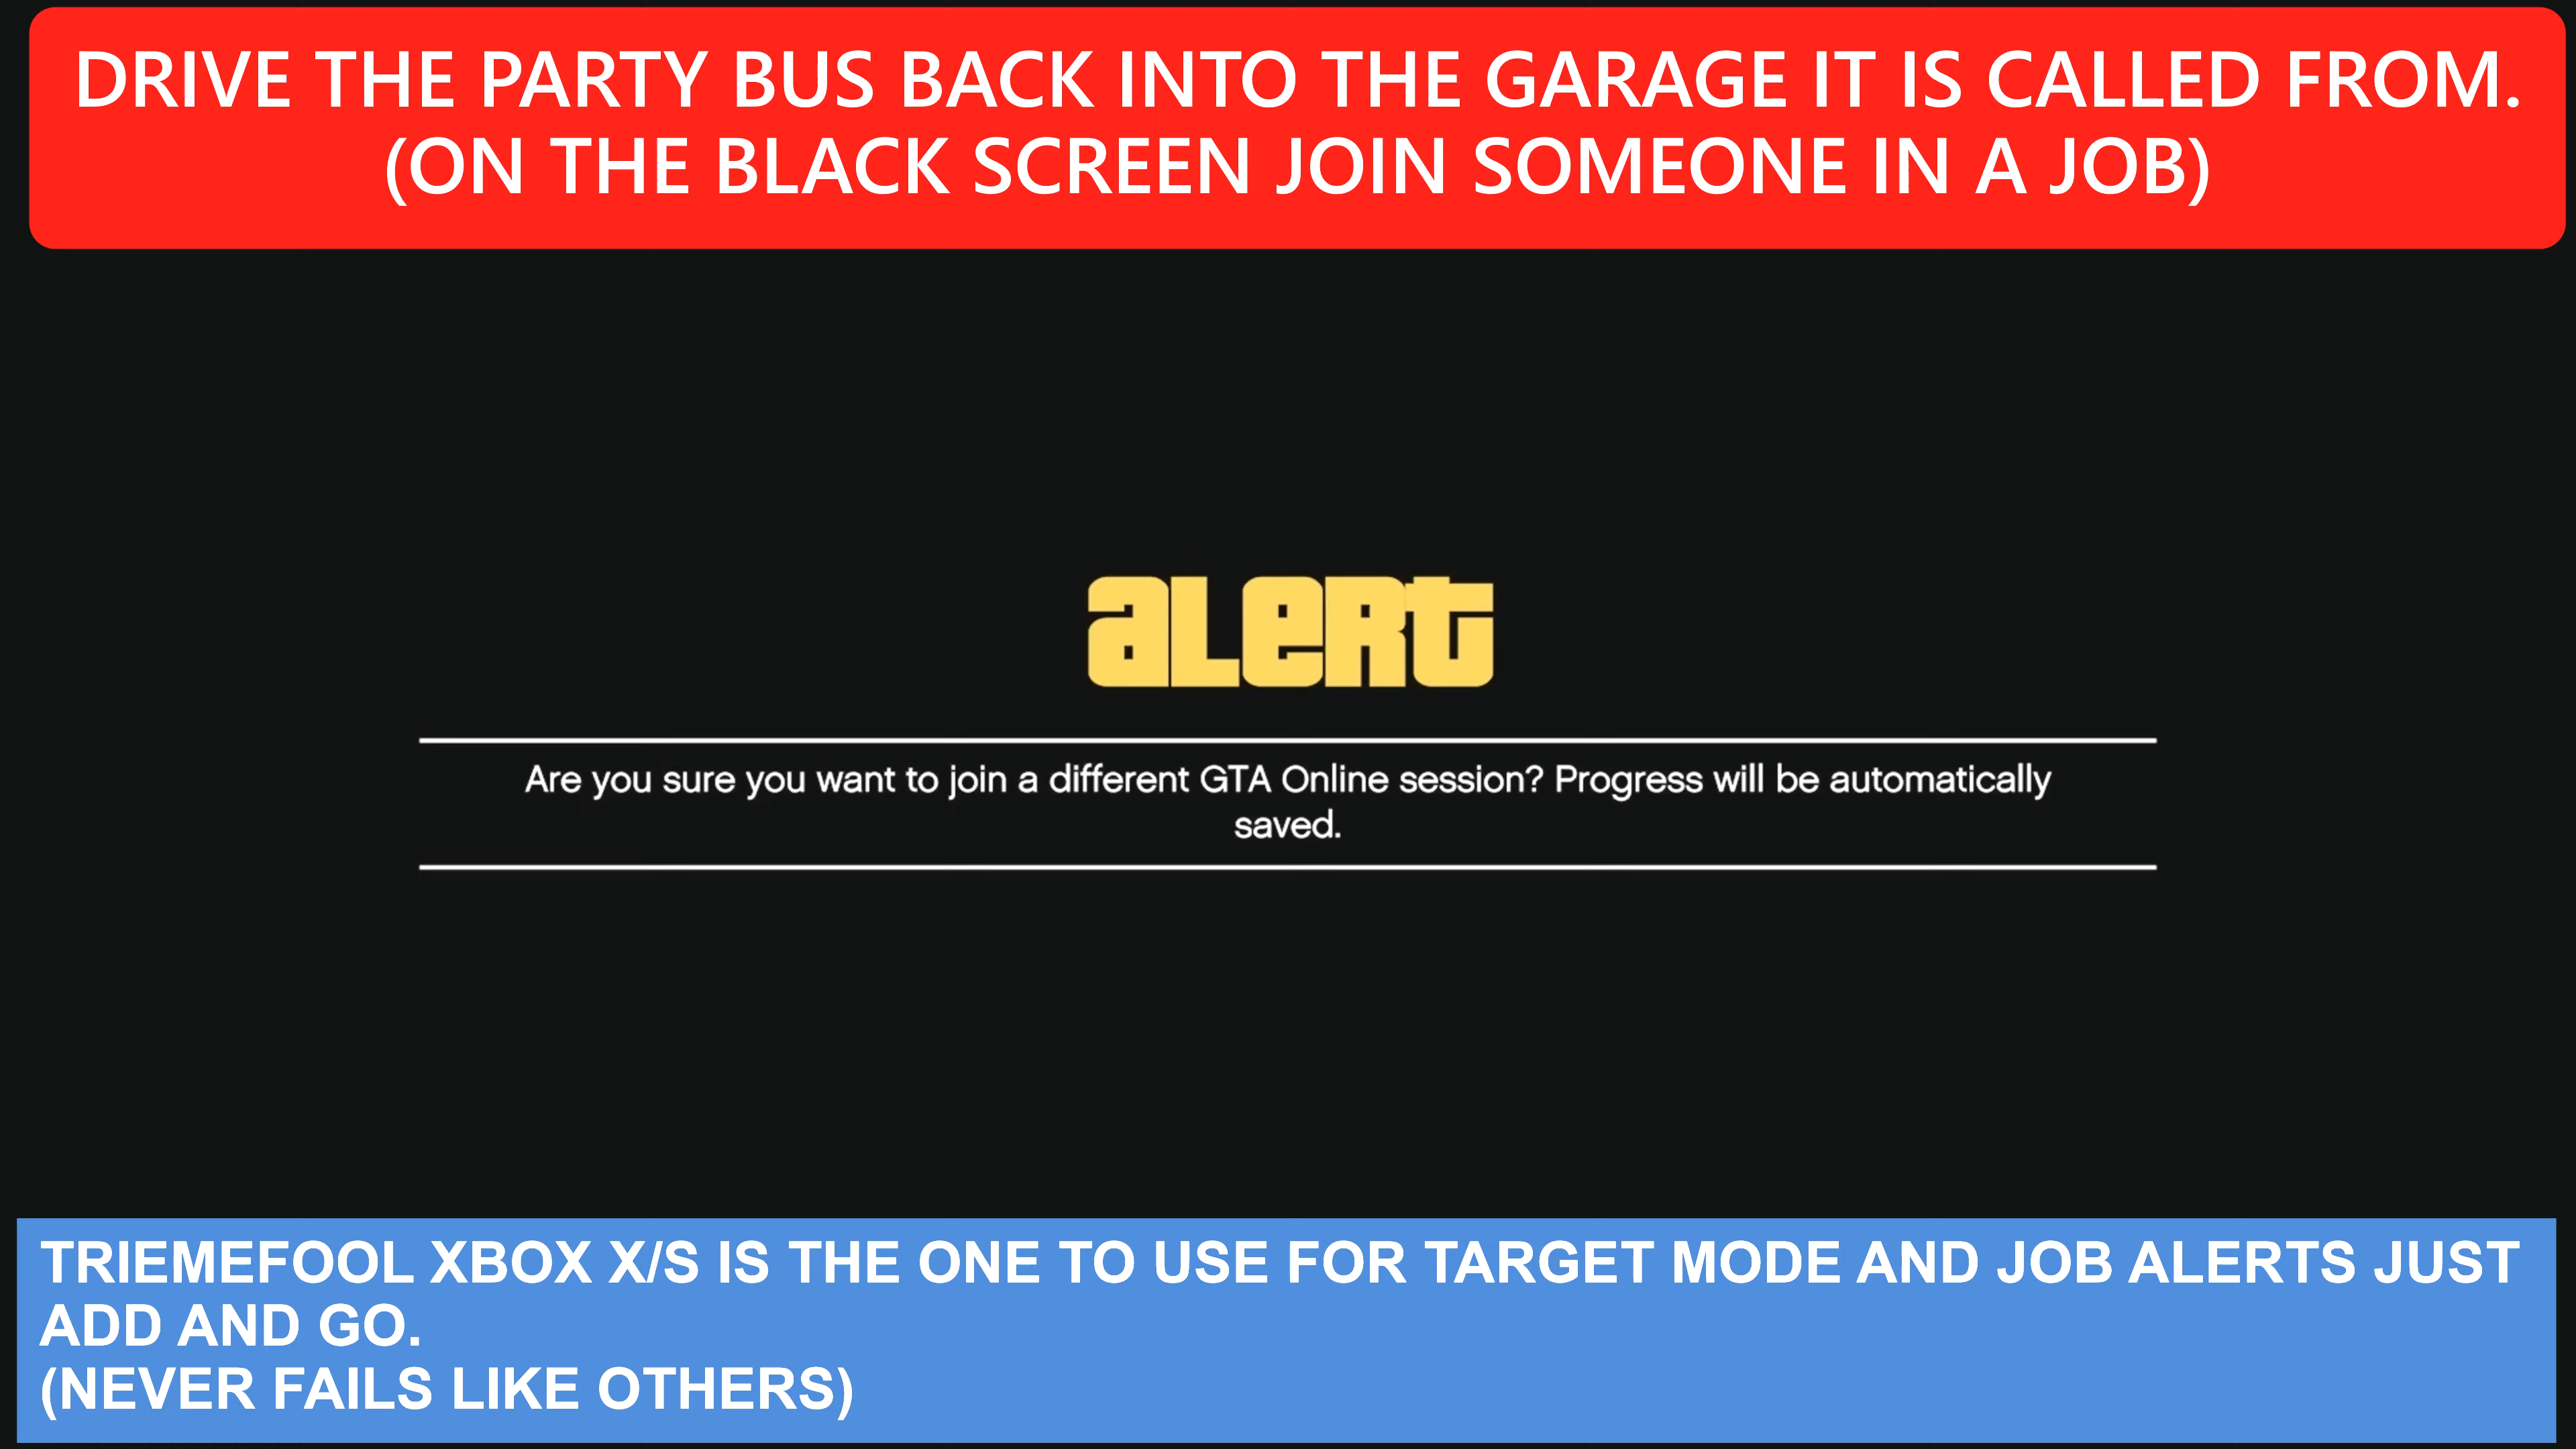 DRIVE THE PARTY BUS BACK INTO THE GARAGE IT IS CALLED FROM.
(ON THE BLACK SCREEN JOIN SOMEONE IN A JOB)
aLeRt
Are you sure you want to join a different GTA Online session? Progress will be automatically
saved.
TRIEMEFOOL XBOX X/S IS THE ONE TO USE FOR TARGET MODE AND JOB ALERTS JUST
ADD AND GO.
(NEVER FAILS LIKE OTHERS)